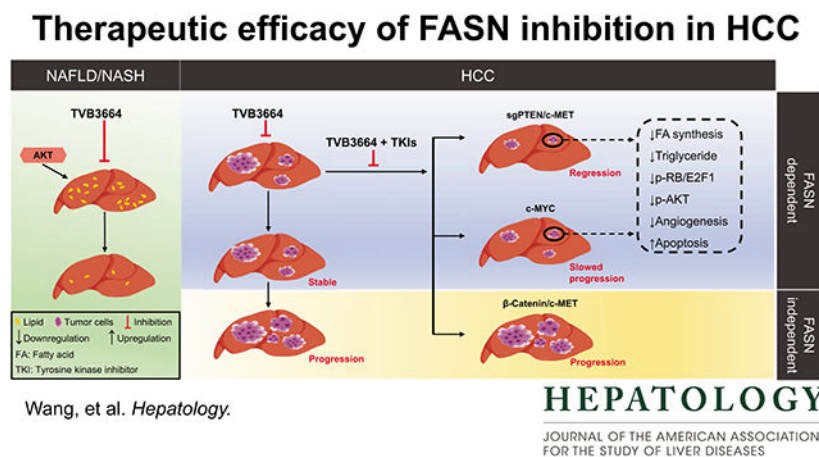 Therapeutic efficacy of FASN inhibition in HCC
NAFLD/NASH
HCC
TVB3664
AKT
TVB3664
TVB3664 + TKIs
Stable
Progression
sgPTEN/c-MET
Regression
c-MYC
Slowed
progression
β-Catenin/c-MET
Progression
↓FA synthesis
↓Triglyceride
↓p-RB/E2F1
↓p-AKT
↓Angiogenesis
↑Apoptosis
FASN
dependent
FASN
independent
Lipid Tumor cells Inhibition
↓Downregulation ↑ Upregulation
FA: Fatty acid
TKI: Tyrosine kinase inhibitor
Wang, et al. Hepatology.
HEPATOLOGY
JOURNAL OF THE AMERICAN ASSOCIATION
FOR THE STUDY OF LIVER DISEASES